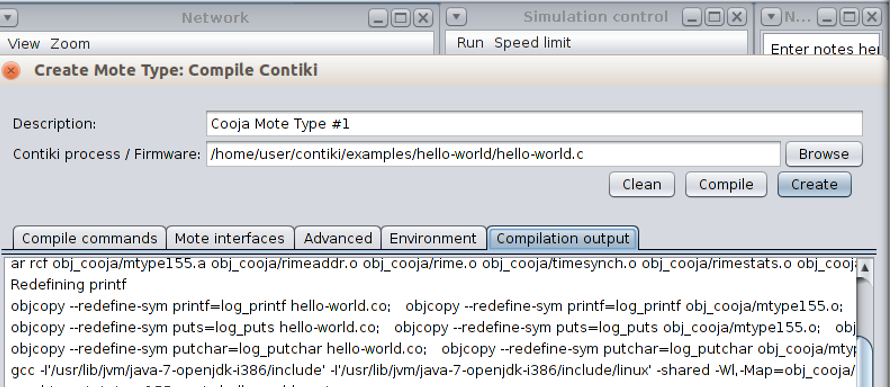 Network
Simulation control
N...
View Zoom
Run Speed limit
Enter notes her
Create Mote Type: Compile Contiki
Description:
Cooja Mote Type #1
Contiki process / Firmware:
/home/user/contiki/examples/hello-world/hello-world.c
Browse
Clean
Compile
Create
Compile commands
Mote interfaces
Advanced
Environment
Compilation output
ar rcf obj_cooja/mtype155.a obj_cooja/rimeaddr.o obj_cooja/rime.o obj_cooja/timesynch.o obj_cooja/rimestats.o obj_cooja
Redefining printf
objcopy --redefine-sym printf=log_printf hello-world.co; objcopy --redefine-sym printf=log_printf obj_cooja/mtype155.o;
objcopy --redefine-sym puts=log_puts hello-world.co; objcopy --redefine-sym puts=log_puts obj_cooja/mtype155.o; obj
objcopy --redefine-sym putchar=log_putchar hello-world.co; objcopy --redefine-sym putchar=log_putchar obj_cooja/mt
gcc -I'/usr/lib/jvm/java-7-openjdk-i386/include' -I'/usr/lib/jvm/java-7-openjdk-i386/include/linux' -shared -Wl,-Map=obj_cooja/